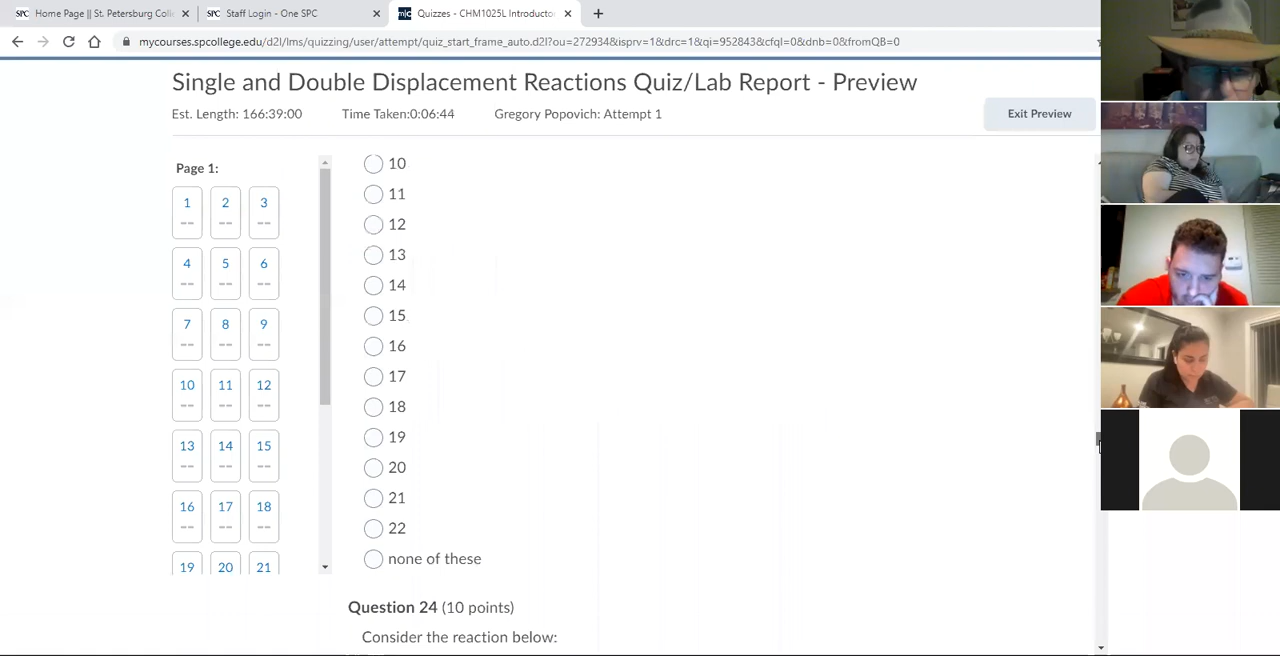 SPC Home Page || St. Petersburg Coll
SPC Staff Login - One SPC
Quizzes - CHM1025L Introducto
mycourses.spcollege.edu/d2l/lms/quizzing/user/attempt/quiz_start_frame_auto.d2l?ou=272934&isprv=1&drc=1&qi=952843&cfql=0&dnb=0&fromQB=0
Single and Double Displacement Reactions Quiz/Lab Report - Preview
Est. Length: 166:39:00 Time Taken:0:06:44 Gregory Popovich: Attempt 1
Exit Preview
Page 1:
1 2 3
-- -- --
4 5 6
-- -- --
7 8 9
-- -- --
10 11 12
-- -- --
13 14 15
-- -- --
16 17 18
-- -- --
19 20 21
10
11
12
13
14
15
16
17
18
19
20
21
22
none of these
Question 24 (10 points)
Consider the reaction below: